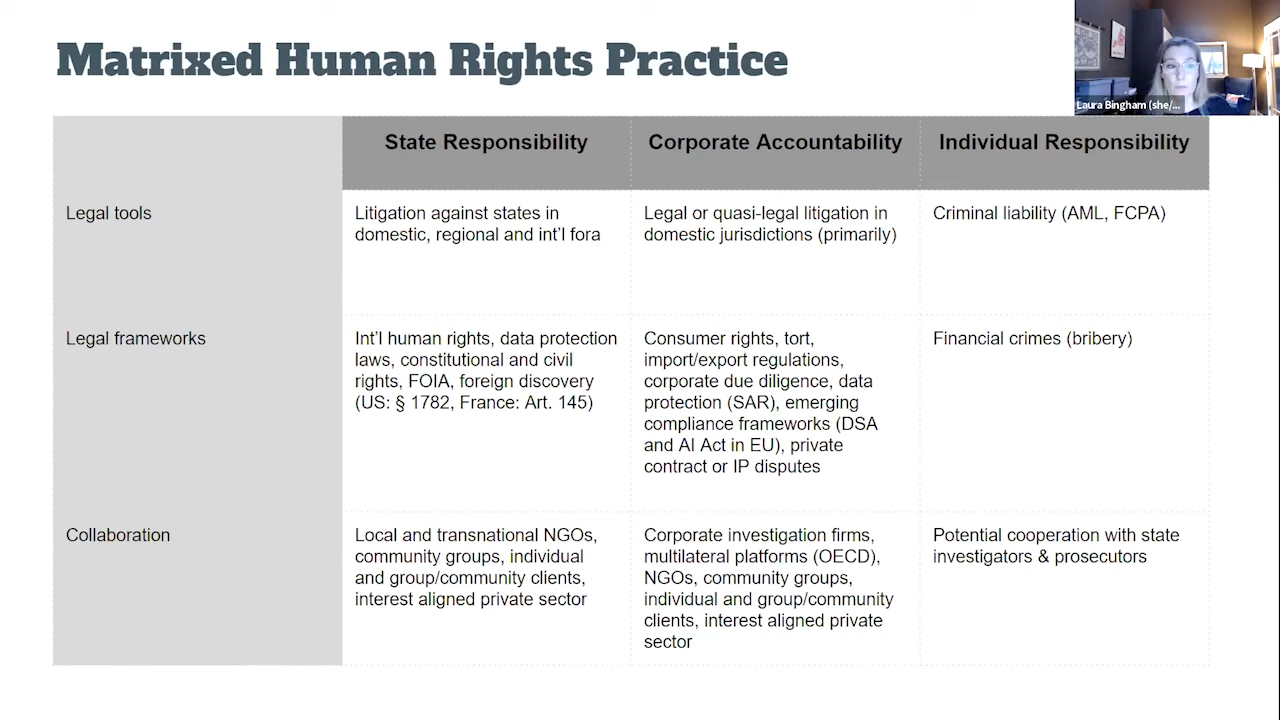 Matrixed Human Rights Practice
Laura Bingham (she/...
State Responsibility
Corporate Accountability
Individual Responsibility
Legal tools
Litigation against states in
domestic, regional and int'l fora
Legal or quasi-legal litigation in
domestic jurisdictions (primarily)
Criminal liability (AML, FCPA)
Legal frameworks
Int'l human rights, data protection
laws, constitutional and civil
rights, FOIA, foreign discovery
(US: § 1782, France: Art. 145)
Consumer rights, tort,
import/export regulations,
corporate due diligence, data
protection (SAR), emerging
compliance frameworks (DSA
and AI Act in EU), private
contract or IP disputes
Financial crimes (bribery)
Collaboration
Local and transnational NGOs,
community groups, individual
and group/community clients,
interest aligned private sector
Corporate investigation firms,
multilateral platforms (OECD),
NGOs, community groups,
individual and group/community
clients, interest aligned private
sector
Potential cooperation with state
investigators & prosecutors